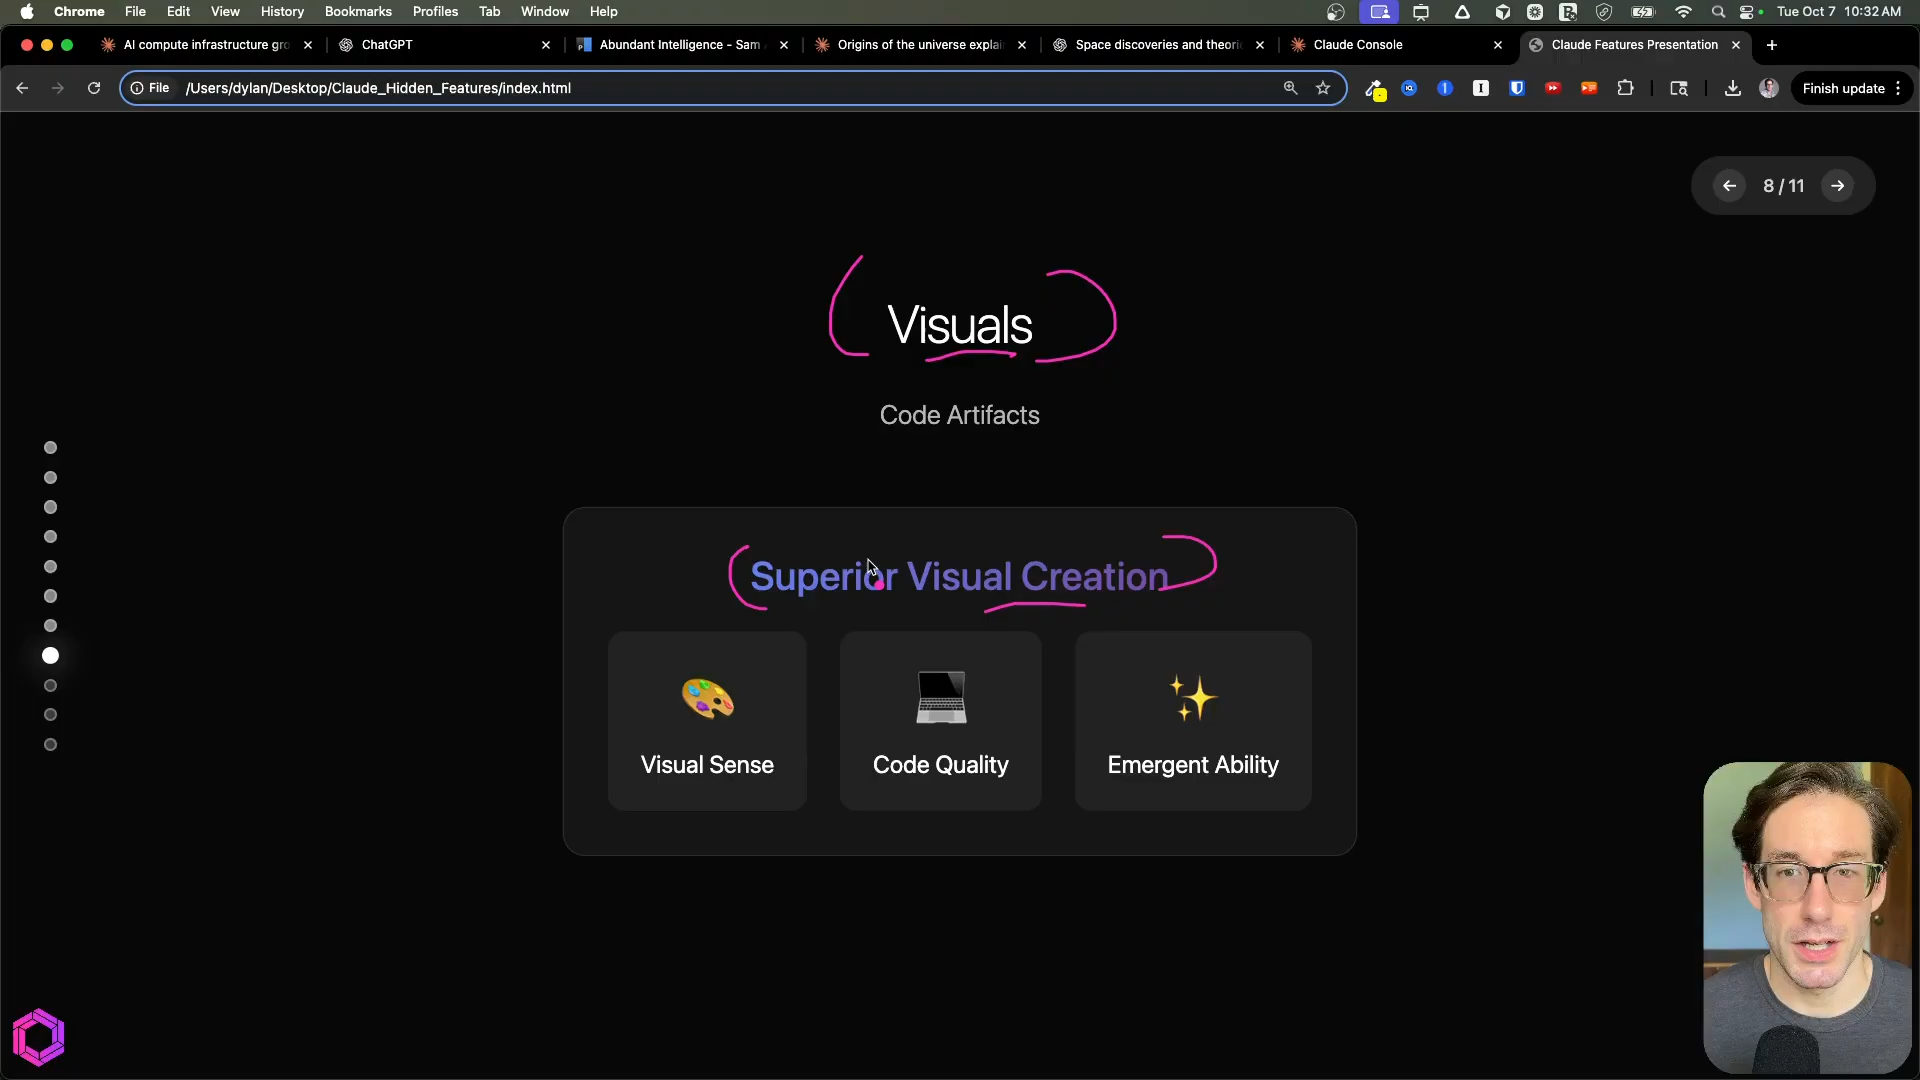 Chrome File Edit View History Bookmarks Profiles Tab Window Help Tue Oct 7 10:32 AM
AI compute infrastructure gro ChatGPT Abundant Intelligence - Sam Origins of the universe explai Space discoveries and theori Claude Console Claude Features Presentation
File /Users/dylan/Desktop/Claude_Hidden_Features/index.html Finish update
8 / 11
Visuals
Code Artifacts
Superior Visual Creation
Visual Sense Code Quality Emergent Ability